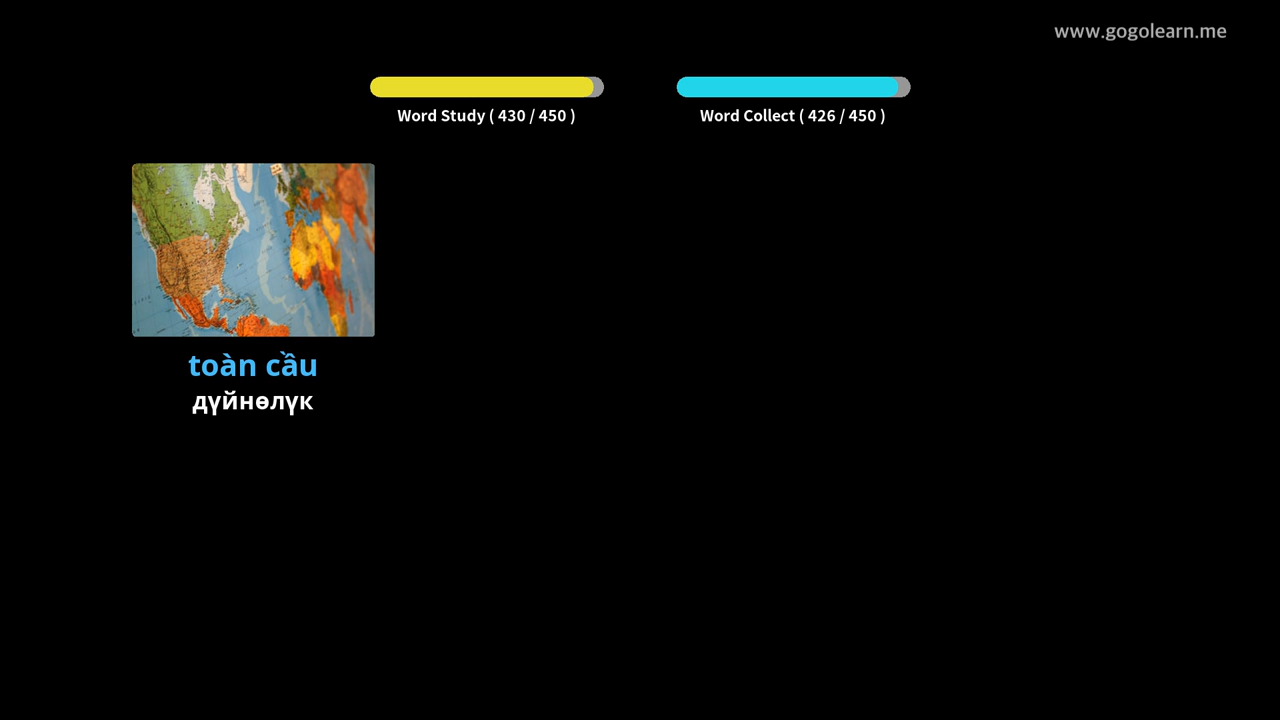 www.gogolearn.me
Word Study ( 430 / 450 )
Word Collect ( 426 / 450 )
toàn cầu
дүйнөлүк